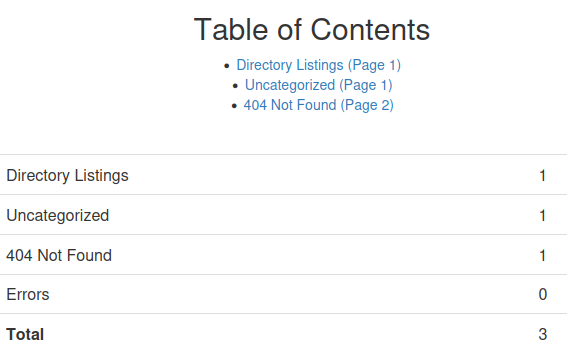 Table of Contents
• Directory Listings (Page 1)
• Uncategorized (Page 1)
• 404 Not Found (Page 2)
Directory Listings 1
Uncategorized 1
404 Not Found 1
Errors 0
Total 3